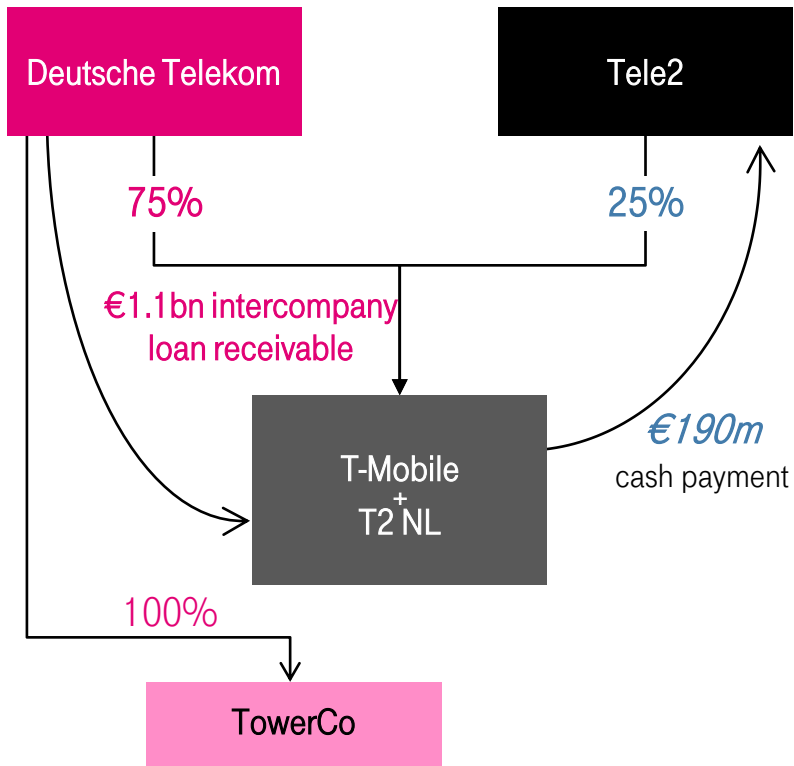 Deutsche Telekom
Tele2
75%
25%
€1.1bn intercompany
loan receivable
T-Mobile
+
T2 NL
€190m
cash payment
100%
TowerCo